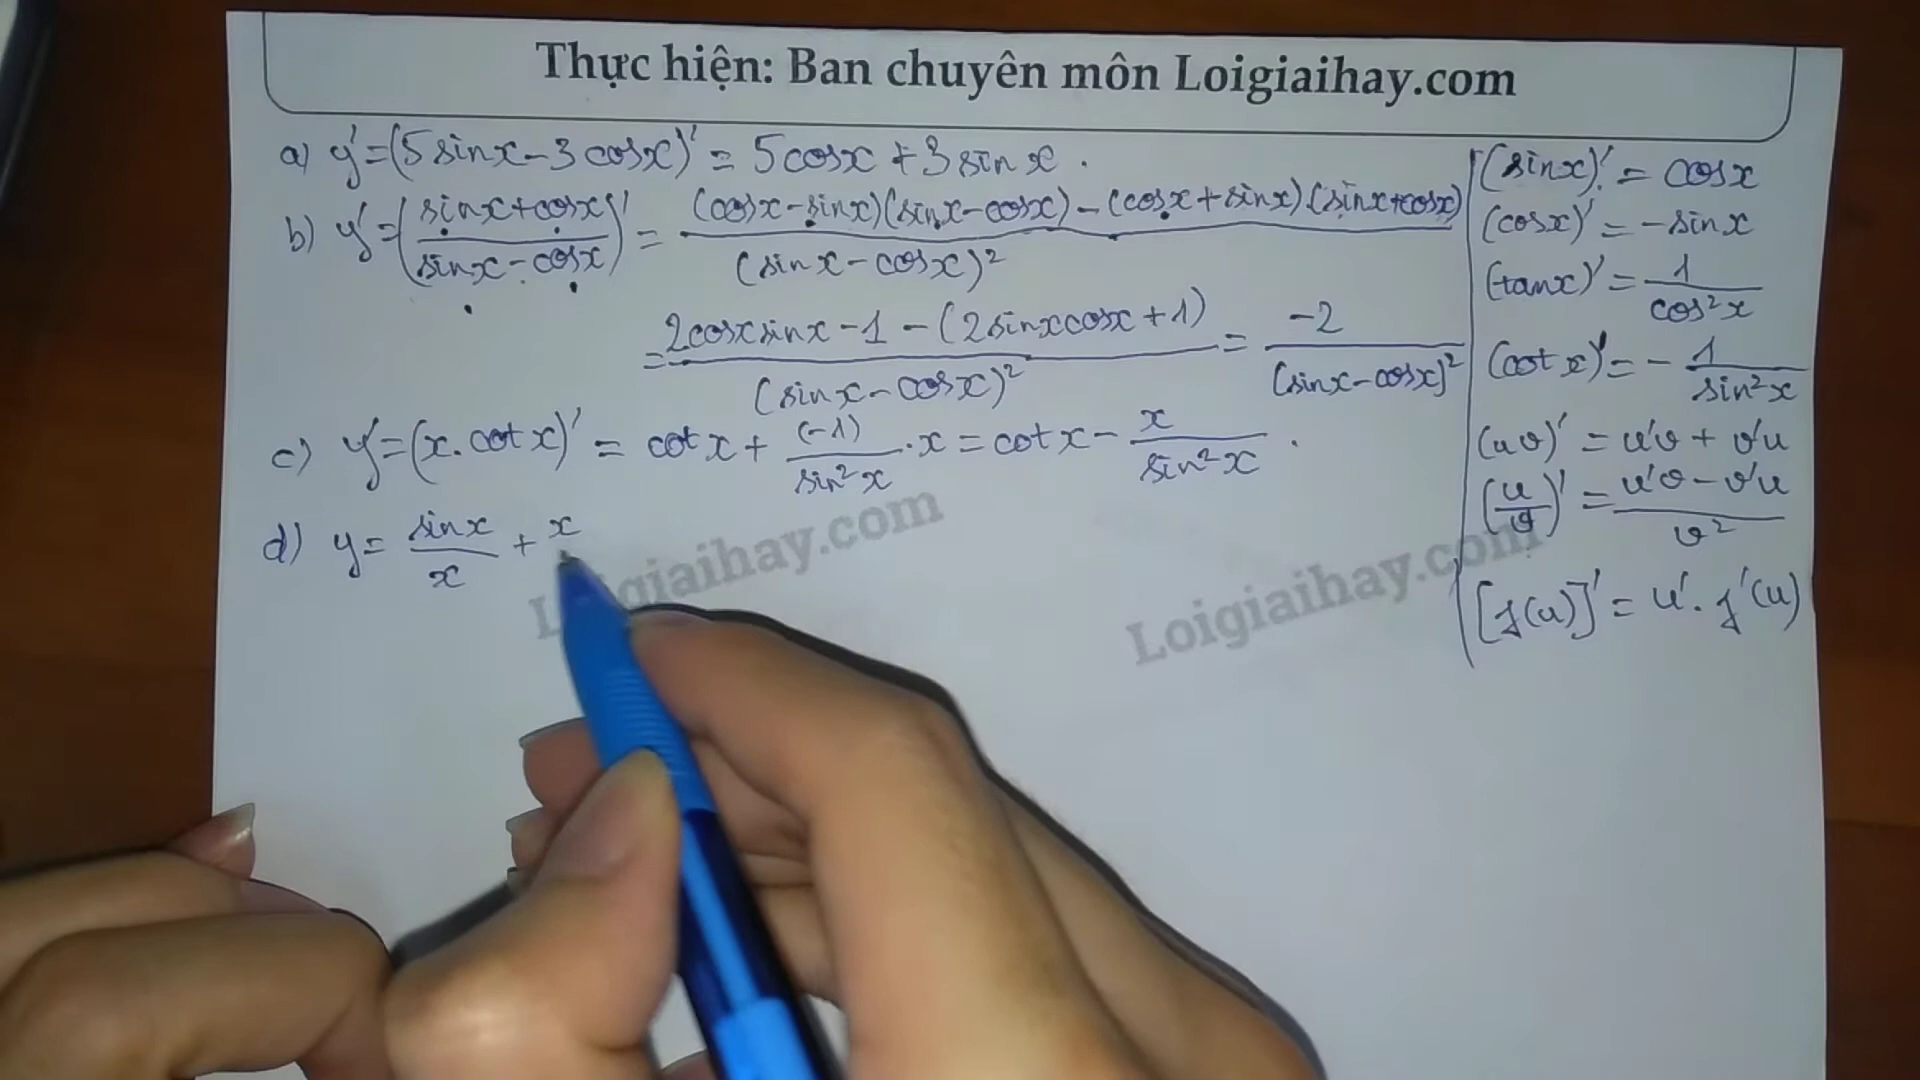 Thực hiện: Ban chuyên môn Loigiaihay.com
a) y' = (5 sinx - 3 cosx)' = 5 cosx + 3 sin x .
b) y' = ((sinx + cosx)/(sinx - cosx))' = ((cosx - sinx)(sinx - cosx) - (cosx + sinx).(sinx + cosx))/(sinx - cosx)²
= (2cosx sinx - 1 - (2sinx cosx + 1))/(sinx - cosx)² = -2/(sinx - cosx)²
c) y' = (x. cot x)' = cot x + (-1)/sin²x . x = cot x - x/sin²x .
d) y = sinx/x + x
(sinx)' = cosx
(cosx)' = - sinx
(tanx)' = 1/cos²x
(cot x)' = - 1/sin²x
(uv)' = u'v + v'u
(u/v)' = (u'v - v'u)/v²
[f(u)]' = u'. f'(u)
Loigiaihay.com
Loigiaihay.com